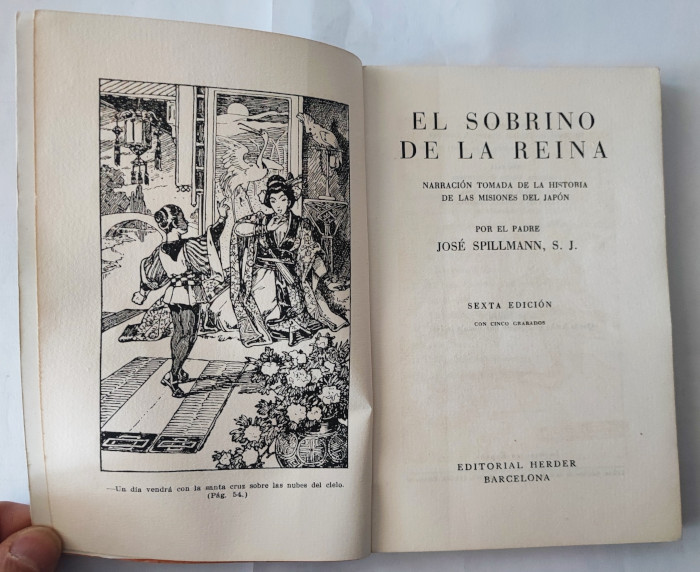 —Un día vendrá con la santa cruz sobre las nubes del cielo.
(Pág. 54.)
EL SOBRINO
DE LA REINA
NARRACIÓN TOMADA DE LA HISTORIA
DE LAS MISIONES DEL JAPÓN
POR EL PADRE
JOSÉ SPILLMANN, S. J.
SEXTA EDICIÓN
CON CINCO GRABADOS
EDITORIAL HERDER
BARCELONA